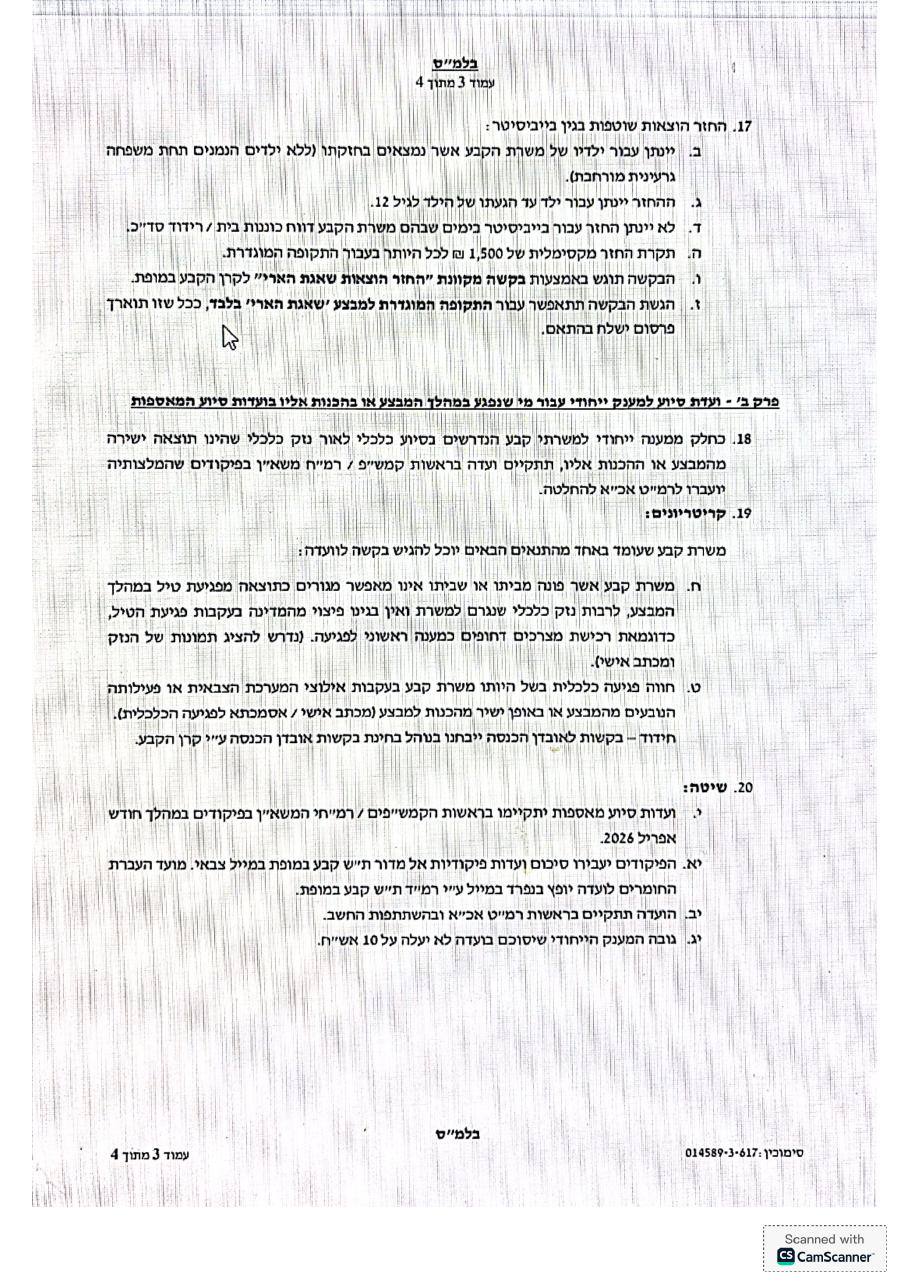 בלמ"ס
עמוד 3 מתוך 4
17. החזר הוצאות שוטפות בגין בייביסיטר:
ב. יינתן עבור ילדיו של משרת הקבע אשר נמצאים בחזקתו (ללא ילדים הנמנים תחת משפחה
גרעינית מורחבת).
ג. ההחזר יינתן עבור ילד עד הגעתו של הילד לגיל 12.
ד. לא יינתן החזר עבור בייביסיטר בימים שבהם משרת הקבע דווח כוננות בית / רידוד סד"כ.
ה. תקרת החזר מקסימלית של 1,500 ₪ לכל היותר בעבור התקופה המוגדרת.
ו. הבקשה תוגש באמצעות בקשה מקוונת "החזר הוצאות שאגת הארי" לקרן הקבע במופת.
ז. הגשת הבקשה תתאפשר עבור התקופה המוגדרת למבצע 'שאגת הארי' בלבד, ככל שזו תוארך
פרסום ישלח בהתאם.
פרק ב' - ועדת סיוע למענק ייחודי עבור מי שנפגע במהלך המבצע או בהכנות אליו בועדות סיוע המאספות
18. כחלק ממענה ייחודי למשרתי קבע הנדרשים בסיוע כלכלי לאור נזק כלכלי שהינו תוצאה ישירה
מהמבצע או ההכנות אליו, תתקיים ועדה בראשות קמש"פ / רמ"ח משא"ן בפיקודים שהמלצותיה
יועברו לרמ"ט אכ"א להחלטה.
19. קריטריונים:
משרת קבע שעומד באחד מהתנאים הבאים יוכל להגיש בקשה לוועדה:
ח. משרת קבע אשר פונה מביתו או שביתו אינו מאפשר מגורים כתוצאה מפגיעת טיל במהלך
המבצע, לרבות נזק כלכלי שנגרם למשרת ואין בגינו פיצוי מהמדינה בעקבות פגיעת הטיל,
כדוגמאת רכישת מצרכים דחופים כמענה ראשוני לפגיעה. (נדרש להציג תמונות של הנזק
ומכתב אישי).
ט. חווה פגיעה כלכלית בשל היותו משרת קבע בעקבות אילוצי המערכת הצבאית או פעילותה
הנובעים מהמבצע או באופן ישיר מהכנות למבצע (מכתב אישי / אסמכתא לפגיעה הכלכלית).
חידוד – בקשות לאובדן הכנסה ייבחנו בנוהל בחינת בקשות אובדן הכנסה ע"י קרן הקבע.
20. שיטה:
י. ועדות סיוע מאספות יתקיימו בראשות הקמש"פים / רמ"חי המשא"ן בפיקודים במהלך חודש
אפריל 2026.
יא. הפיקודים יעבירו סיכום ועדות פיקודיות אל מדור ת"ש קבע במופת במייל צבאי. מועד העברת
החומרים לועדה יופץ בנפרד במייל ע"י רמ"ד ת"ש קבע במופת.
יב. הועדה תתקיים בראשות רמ"ט אכ"א ובהשתתפות החשב.
יג. גובה המענק הייחודי שיסוכם בועדה לא יעלה על 10 אש"ח.
בלמ"ס
סימוכין: 014589-3-617
עמוד 3 מתוך 4
Scanned with
CS CamScanner